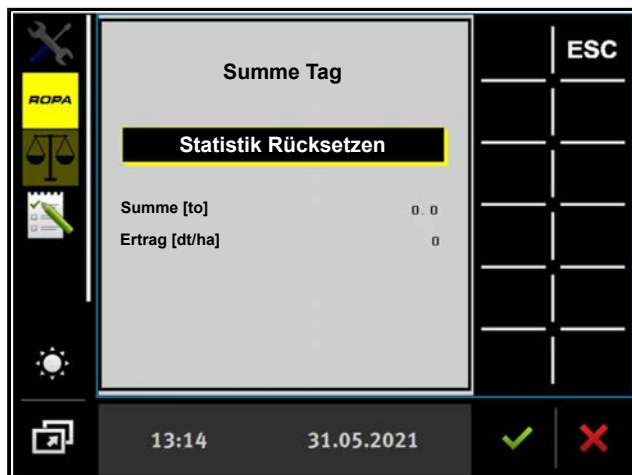 ESC
Summe Tag
ROPA
Statistik Rücksetzen
Summe [to] 0.0
Ertrag [dt/ha] 0
13:14 31.05.2021